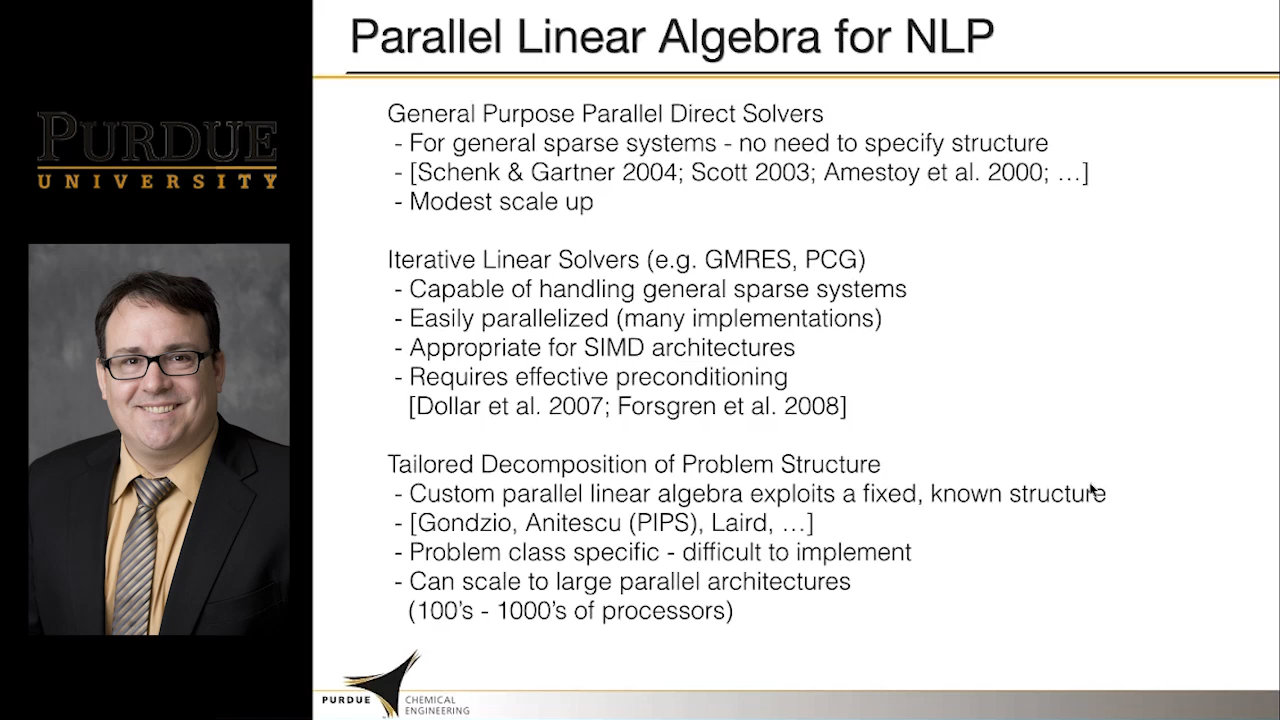 PURDUE
UNIVERSITY
Parallel Linear Algebra for NLP
General Purpose Parallel Direct Solvers
- For general sparse systems - no need to specify structure
- [Schenk & Gartner 2004; Scott 2003; Amestoy et al. 2000; …]
- Modest scale up
Iterative Linear Solvers (e.g. GMRES, PCG)
- Capable of handling general sparse systems
- Easily parallelized (many implementations)
- Appropriate for SIMD architectures
- Requires effective preconditioning
[Dollar et al. 2007; Forsgren et al. 2008]
Tailored Decomposition of Problem Structure
- Custom parallel linear algebra exploits a fixed, known structure
- [Gondzio, Anitescu (PIPS), Laird, …]
- Problem class specific - difficult to implement
- Can scale to large parallel architectures
(100's - 1000's of processors)
PURDUE
CHEMICAL
ENGINEERING